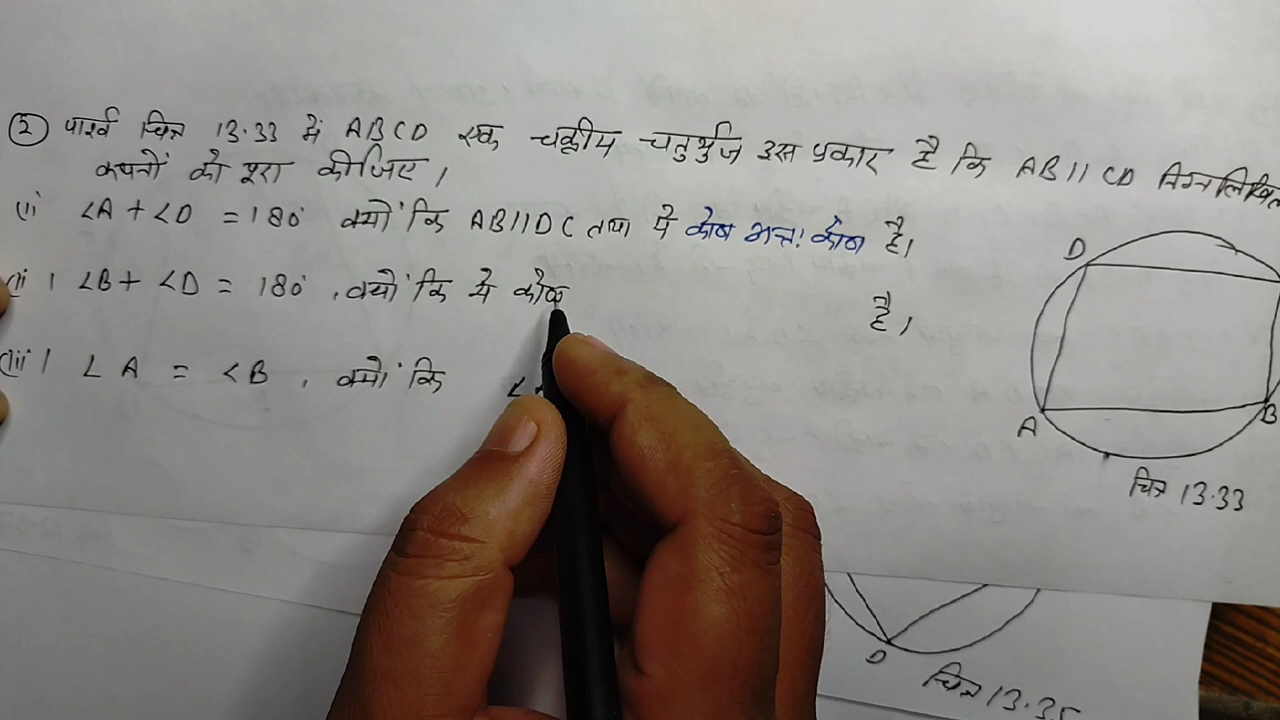 ② पार्श्व चित्र 13.33 में ABCD एक चक्रीय चतुर्भुज इस प्रकार है कि AB//CD निम्नलिखित
कथनों को पूरा कीजिए।
(i) ∠A + ∠D = 180° क्यों कि AB//DC तथा ये कोण अन्तः कोण है।
(ii) ∠B + ∠D = 180°, क्यों कि ये कोण है।
(iii) ∠A = ∠B, क्यों कि
D
A
B
चित्र 13.33
D
चित्र 13.35